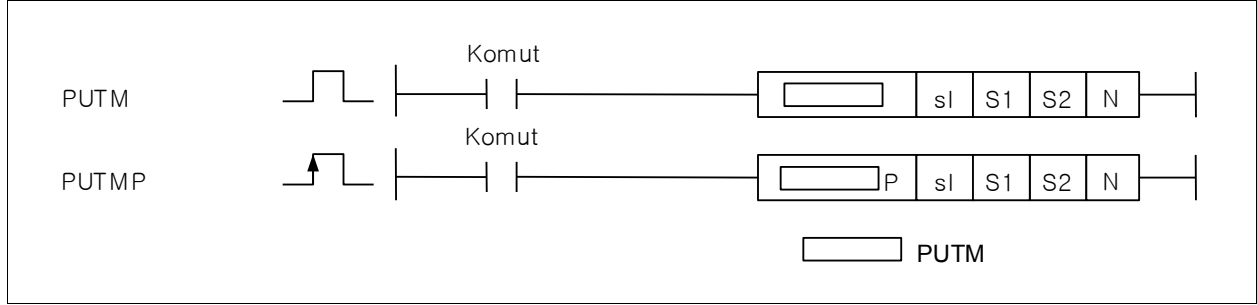 Komut
PUTM sl S1 S2 N
Komut
PUTMP P sl S1 S2 N
PUTM